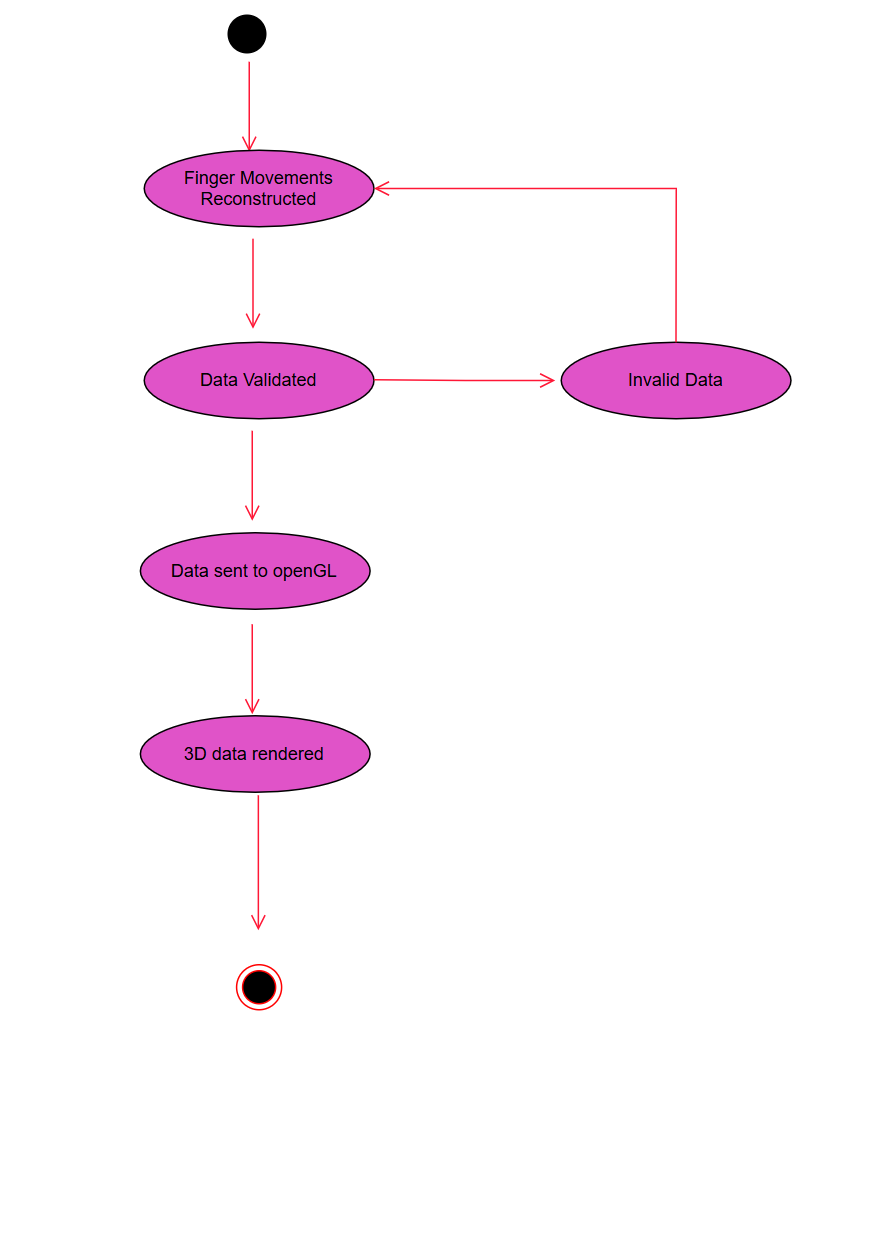 Finger Movements
Reconstructed
Data Validated
Invalid Data
Data sent to openGL
3D data rendered